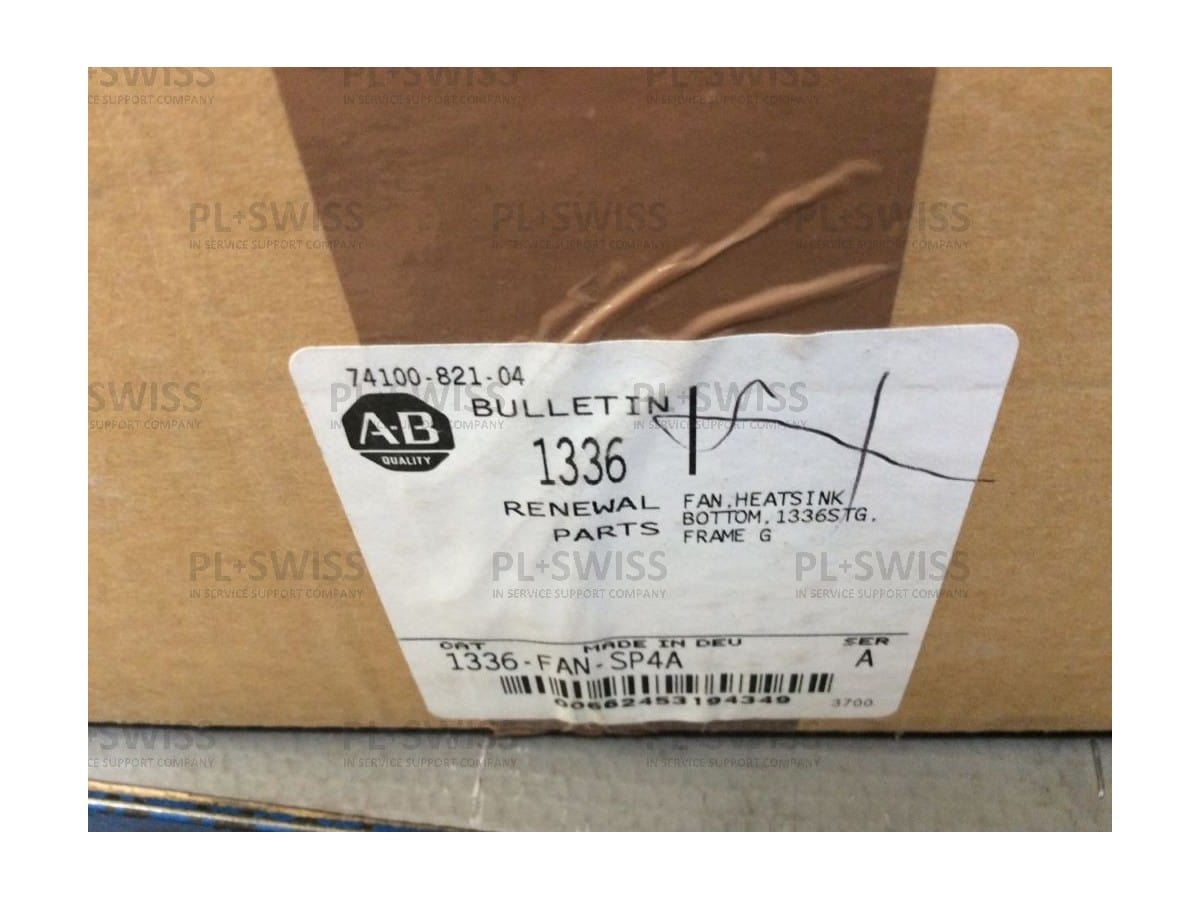 74100-821-04
A-B
QUALITY
BULLETIN
1336
RENEWAL
PARTS
FAN, HEATSINK
BOTTOM, 1336STG,
FRAME G
CAT
MADE IN DEU
SER
1336-FAN-SP4A
A
00662453194349
3700
PL+SWISS
IN SERVICE SUPPORT COMPANY